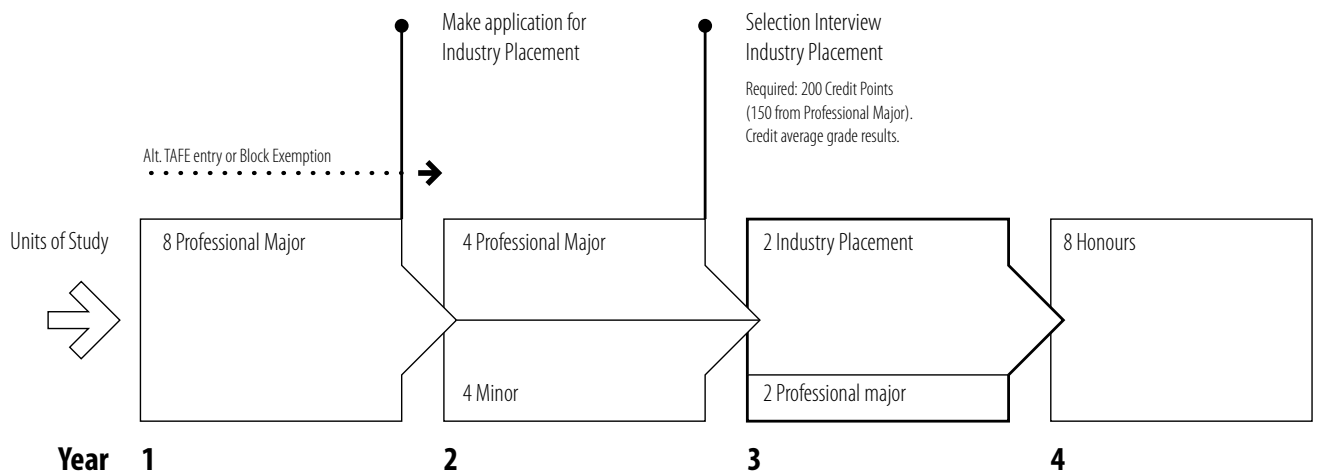 Make application for
Industry Placement
Selection Interview
Industry Placement
Required: 200 Credit Points
(150 from Professional Major).
Credit average grade results.
Alt. TAFE entry or Block Exemption
Units of Study
8 Professional Major
4 Professional Major
4 Minor
2 Industry Placement
2 Professional major
8 Honours
Year 1 2 3 4